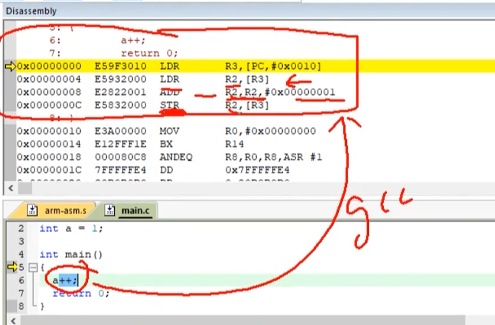 Disassembly
5: {
6: a++;
7: return 0;
0x00000000 E59F3010 LDR R3,[PC,#0x0010]
0x00000004 E5932000 LDR R2,[R3]
0x00000008 E2822001 ADD R2,R2,#0x00000001
0x0000000C E5832000 STR R2,[R3]
8: }
0x00000010 E3A00000 MOV R0,#0x00000000
0x00000014 E12FFF1E BX R14
0x00000018 000080C8 ANDEQ R8,R0,R8,ASR #1
0x0000001C 7FFFFFE4 DD 0x7FFFFFE4
gcc
arm-asm.s main.c
2 int a = 1;
3
4 int main()
5 {
6 a++;
7 return 0;
8 }